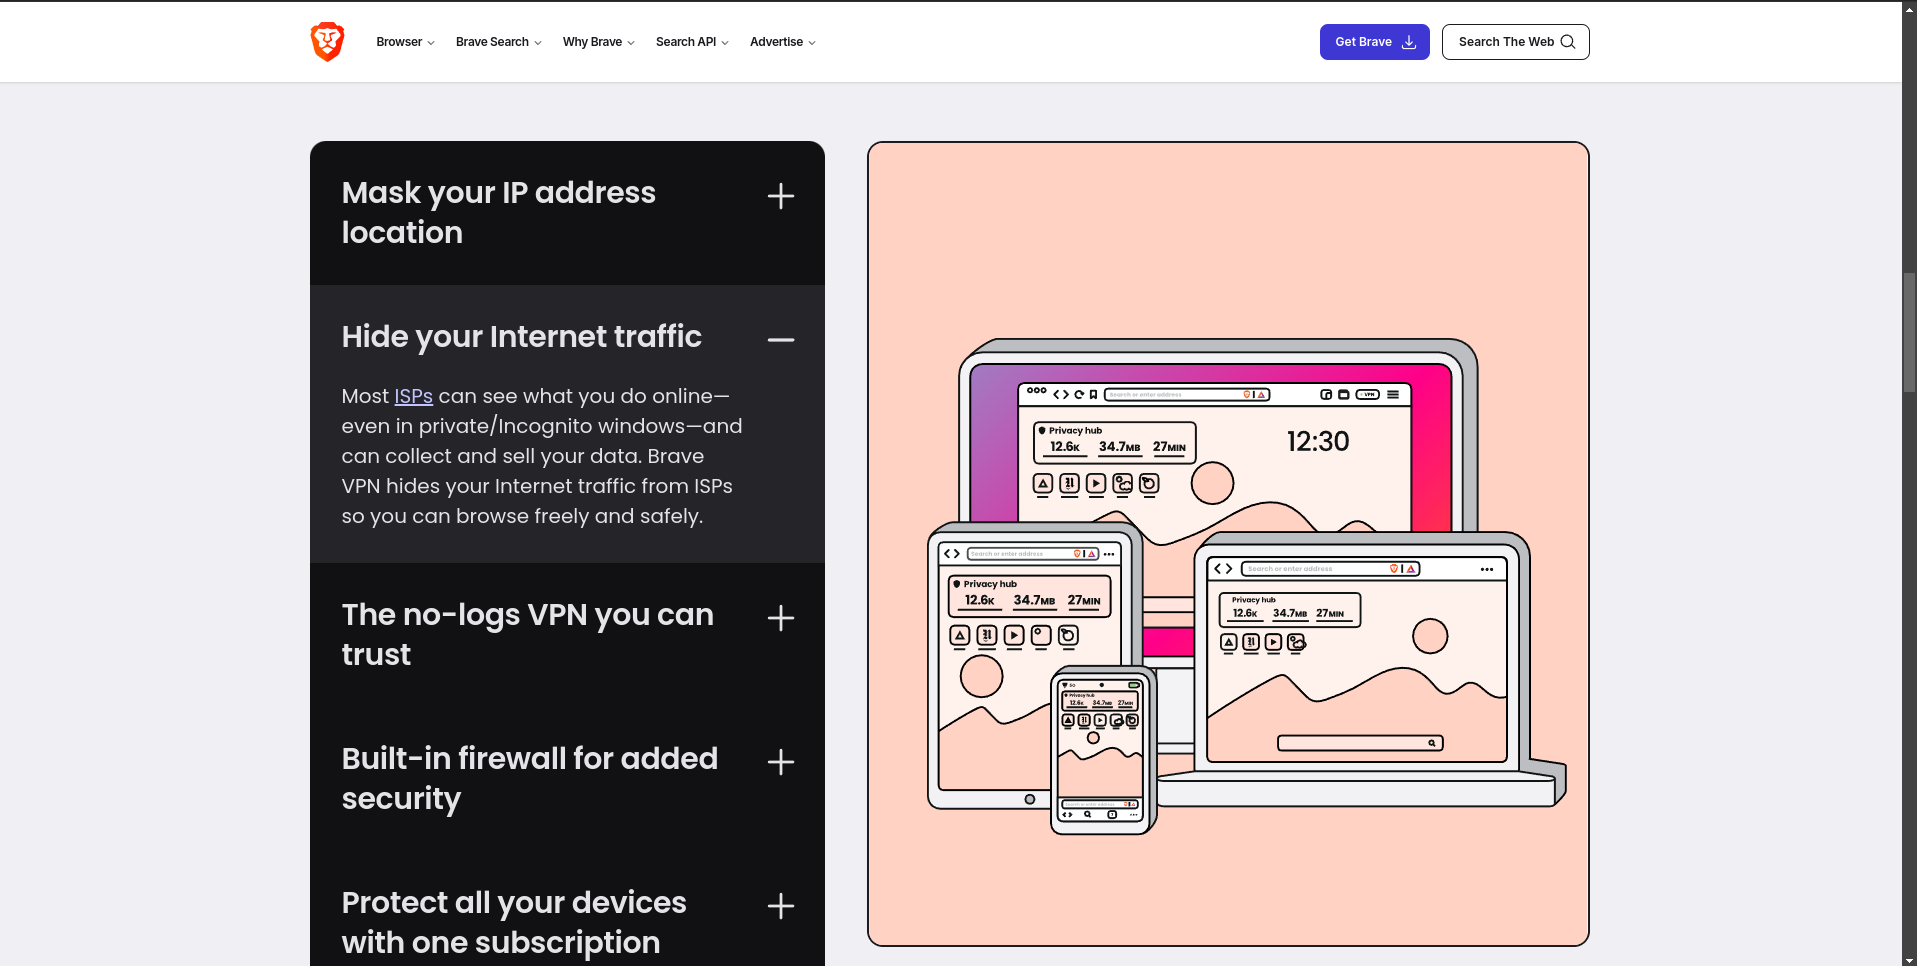 Browser
Brave Search
Why Brave
Search API
Advertise
Get Brave
Search The Web
Mask your IP address
location
Hide your Internet traffic
Most ISPs can see what you do online—
even in private/Incognito windows—and
can collect and sell your data. Brave
VPN hides your Internet traffic from ISPs
so you can browse freely and safely.
The no-logs VPN you can
trust
Built-in firewall for added
security
Protect all your devices
with one subscription
Search or enter address
VPN
Privacy hub
12.6K 34.7MB 27MIN
12:30
Search or enter address
Privacy hub
12.6K 34.7MB 27MIN
Search or enter address
Privacy hub
12.6K 34.7MB 27MIN
Privacy hub
12.6K 34.7MB 27MIN
Search or enter address